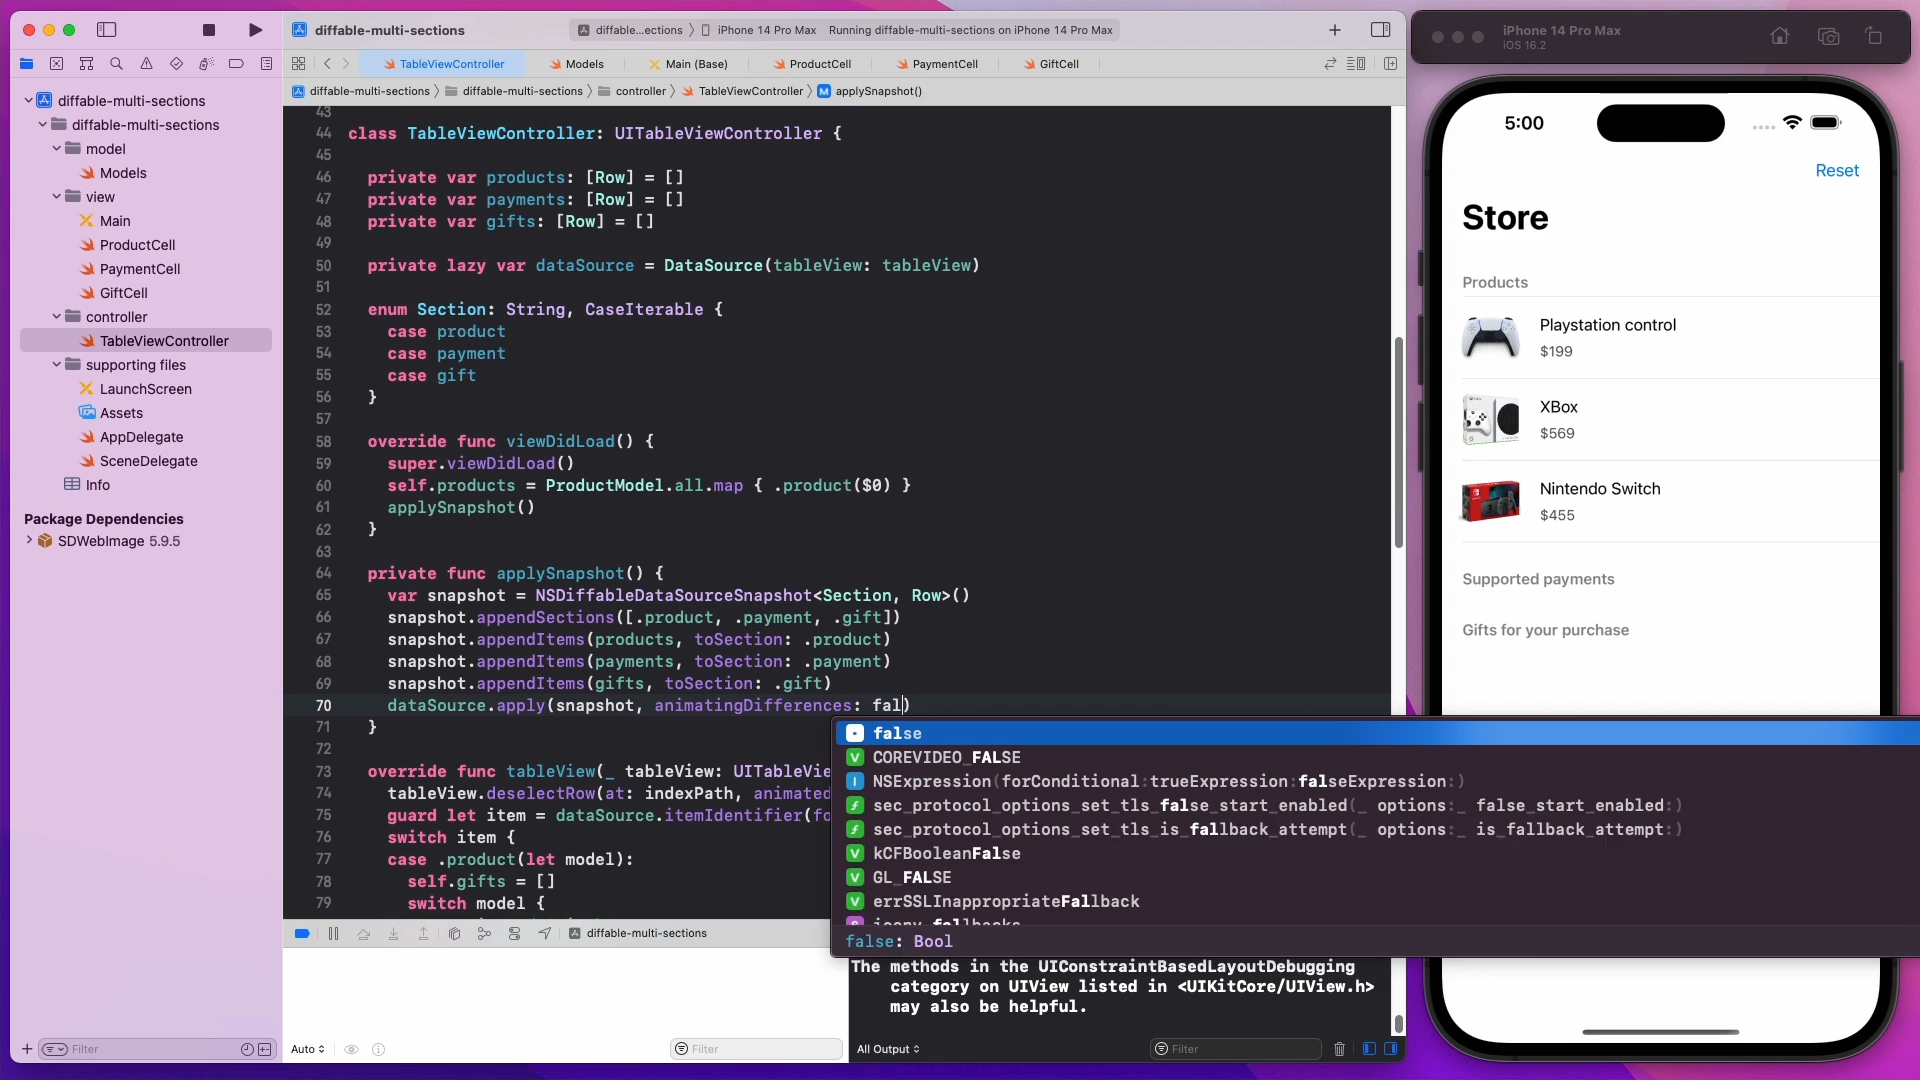 diffable-multi-sections
diffable...ections
iPhone 14 Pro Max
Running diffable-multi-sections on iPhone 14 Pro Max
iPhone 14 Pro Max
iOS 16.2
TableViewController
Models
Main (Base)
ProductCell
PaymentCell
GiftCell
diffable-multi-sections
diffable-multi-sections
controller
TableViewController
M
applySnapshot()
diffable-multi-sections
diffable-multi-sections
model
Models
view
Main
ProductCell
PaymentCell
GiftCell
controller
TableViewController
supporting files
LaunchScreen
Assets
AppDelegate
SceneDelegate
Info
Package Dependencies
SDWebImage 5.9.5
Filter
43
44 class TableViewController: UITableViewController {
45
46 private var products: [Row] = []
47 private var payments: [Row] = []
48 private var gifts: [Row] = []
49
50 private lazy var dataSource = DataSource(tableView: tableView)
51
52 enum Section: String, CaseIterable {
53 case product
54 case payment
55 case gift
56 }
57
58 override func viewDidLoad() {
59 super.viewDidLoad()
60 self.products = ProductModel.all.map { .product($0) }
61 applySnapshot()
62 }
63
64 private func applySnapshot() {
65 var snapshot = NSDiffableDataSourceSnapshot<Section, Row>()
66 snapshot.appendSections([.product, .payment, .gift])
67 snapshot.appendItems(products, toSection: .product)
68 snapshot.appendItems(payments, toSection: .payment)
69 snapshot.appendItems(gifts, toSection: .gift)
70 dataSource.apply(snapshot, animatingDifferences: fal)
71 }
72
73 override func tableView(_ tableView: UITableVie
74 tableView.deselectRow(at: indexPath, animated
75 guard let item = dataSource.itemIdentifier(fo
76 switch item {
77 case .product(let model):
78 self.gifts = []
79 switch model {
false
V COREVIDEO_FALSE
I NSExpression(forConditional:trueExpression:falseExpression:)
f sec_protocol_options_set_tls_false_start_enabled(_ options:_ false_start_enabled:)
f sec_protocol_options_set_tls_is_fallback_attempt(_ options:_ is_fallback_attempt:)
V kCFBooleanFalse
V GL_FALSE
V errSSLInappropriateFallback
false: Bool
diffable-multi-sections
The methods in the UIConstraintBasedLayoutDebugging
category on UIView listed in <UIKitCore/UIView.h>
may also be helpful.
Auto
Filter
All Output
Filter
5:00
Reset
Store
Products
Playstation control
$199
XBox
$569
Nintendo Switch
$455
Supported payments
Gifts for your purchase